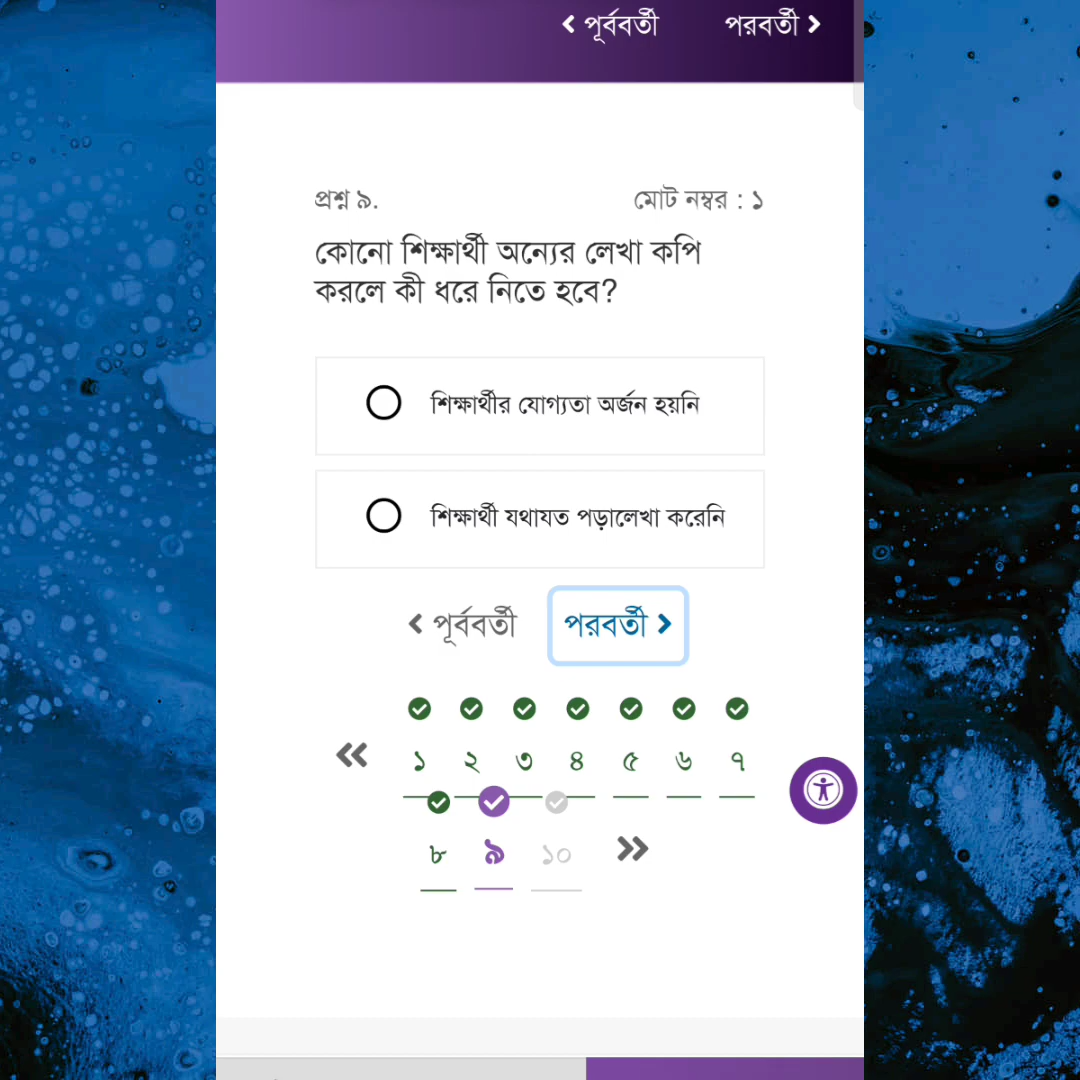 পূর্ববর্তী পরবর্তী
প্রশ্ন ৯. মোট নম্বর : ১
কোনো শিক্ষার্থী অন্যের লেখা কপি
করলে কী ধরে নিতে হবে?
শিক্ষার্থীর যোগ্যতা অর্জন হয়নি
শিক্ষার্থী যথাযত পড়ালেখা করেনি
পূর্ববর্তী পরবর্তী
১ ২ ৩ ৪ ৫ ৬ ৭
৮ ৯ ১০